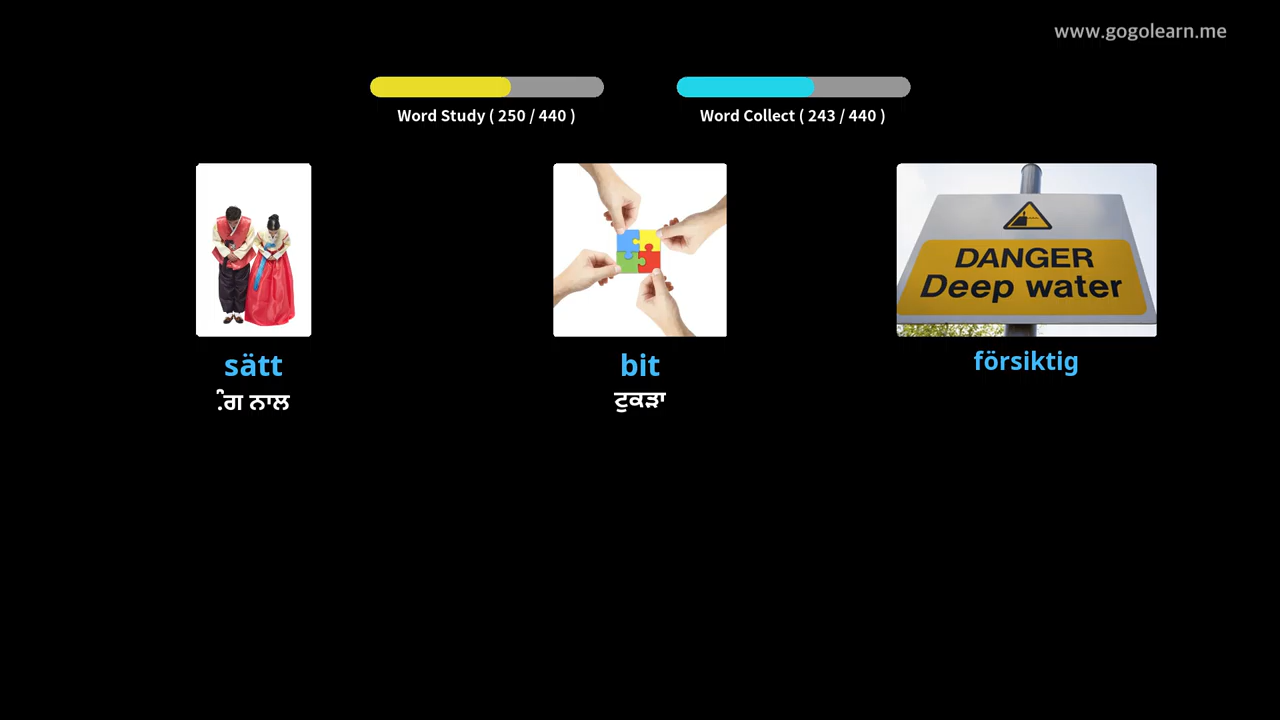 www.gogolearn.me
Word Study ( 250 / 440 )
Word Collect ( 243 / 440 )
DANGER
Deep water
sätt
ੰਗ ਨਾਲ
bit
ਟੁਕੜਾ
försiktig